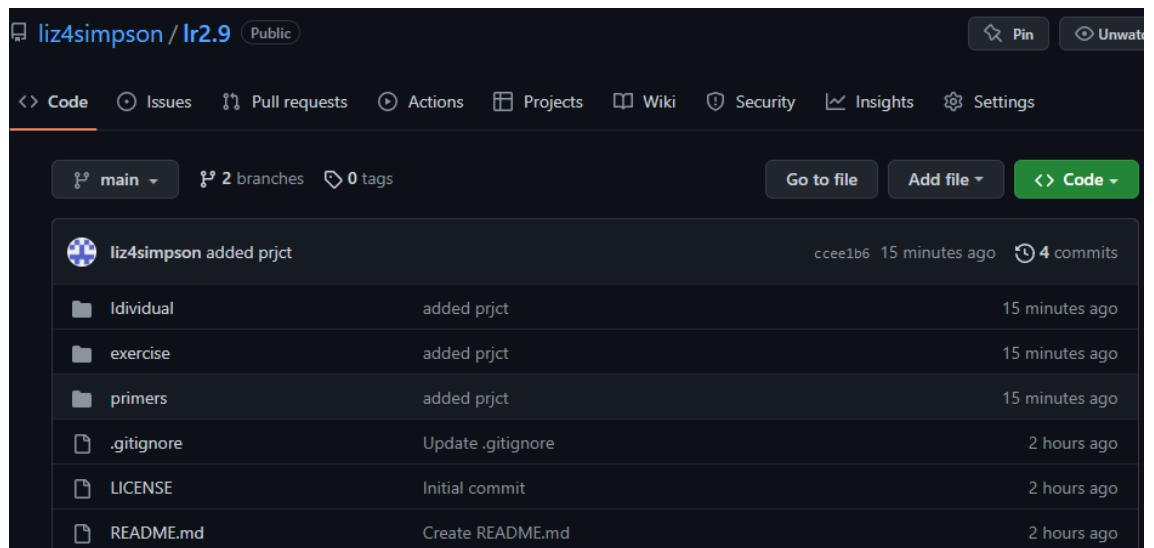 liz4simpson / lr2.9 Public Pin Unwatc
<> Code Issues Pull requests Actions Projects Wiki Security Insights Settings
main 2 branches 0 tags Go to file Add file <> Code
liz4simpson added prjct ccee1b6 15 minutes ago 4 commits
Idividual added prjct 15 minutes ago
exercise added prjct 15 minutes ago
primers added prjct 15 minutes ago
.gitignore Update .gitignore 2 hours ago
LICENSE Initial commit 2 hours ago
README.md Create README.md 2 hours ago